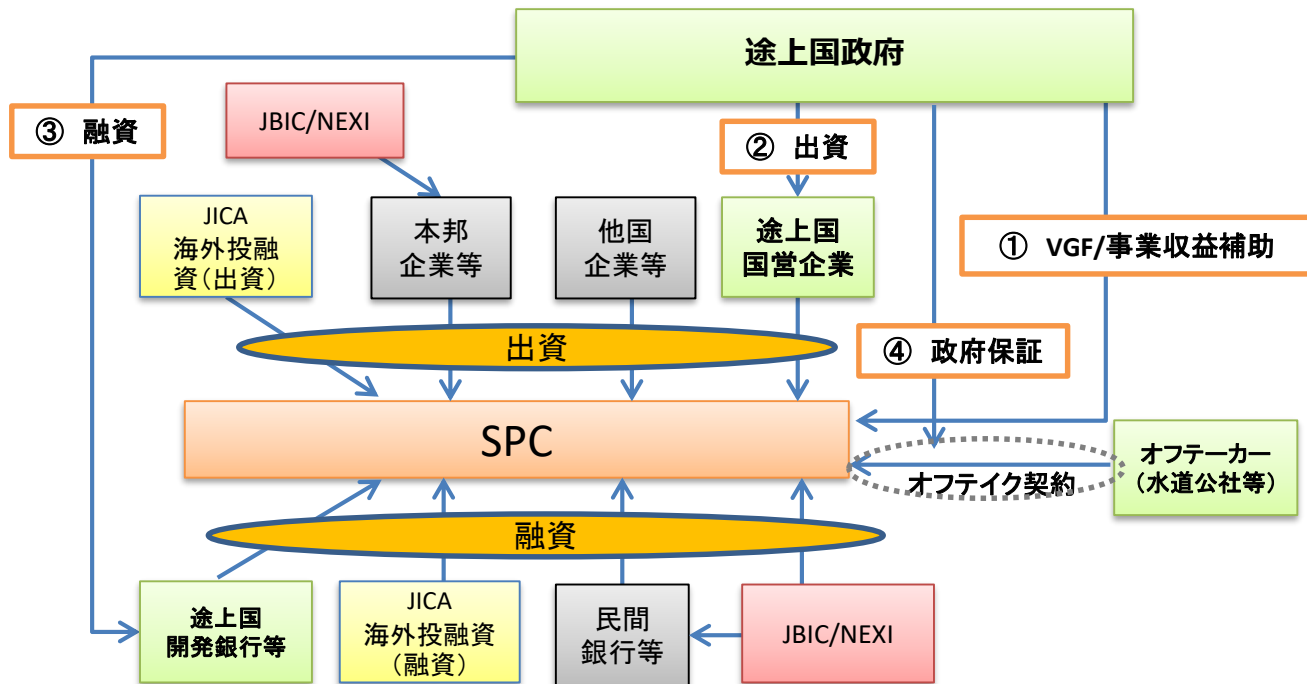 途上国政府
③ 融資
JBIC/NEXI
② 出資
JICA
海外投融
資(出資)
本邦
企業等
他国
企業等
途上国
国営企業
① VGF/事業収益補助
出資
④ 政府保証
SPC
オフテーカー
(水道公社等)
オフテイク契約
融資
途上国
開発銀行等
JICA
海外投融資
(融資)
民間
銀行等
JBIC/NEXI